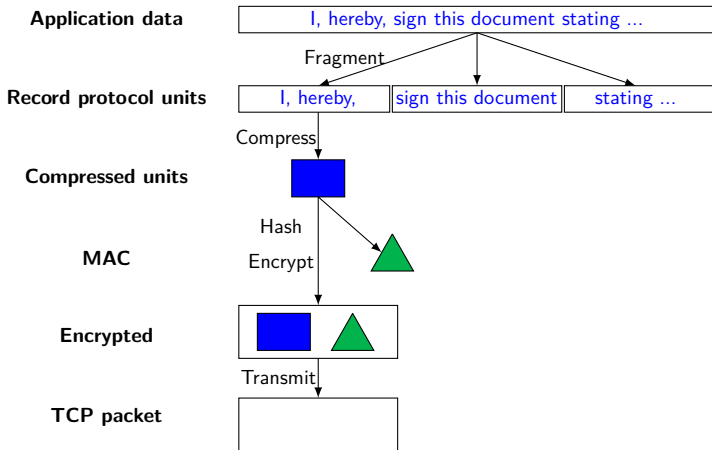 Application data
I, hereby, sign this document stating ...
Fragment
Record protocol units
I, hereby,
sign this document
stating ...
Compress
Compressed units
Hash
MAC
Encrypt
Encrypted
Transmit
TCP packet